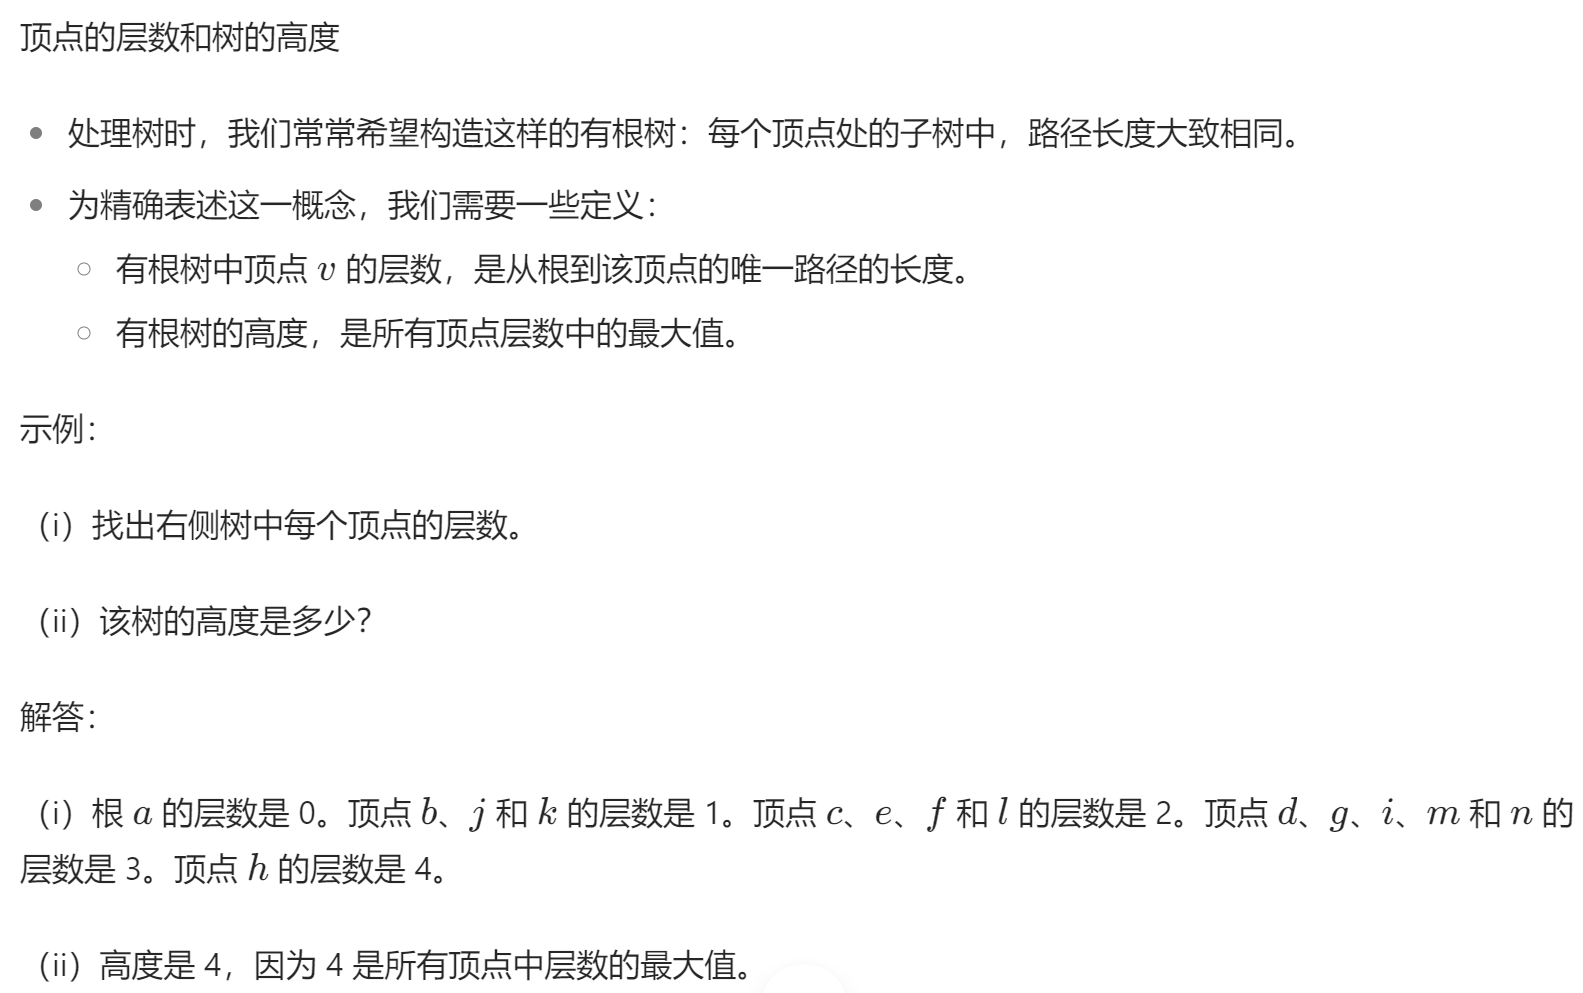 顶点的层数和树的高度
处理树时，我们常常希望构造这样的有根树：每个顶点处的子树中，路径长度大致相同。
为精确表述这一概念，我们需要一些定义：
有根树中顶点 v 的层数，是从根到该顶点的唯一路径的长度。
有根树的高度，是所有顶点层数中的最大值。
示例：
（i）找出右侧树中每个顶点的层数。
（ii）该树的高度是多少？
解答：
（i）根 a 的层数是 0。顶点 b、j 和 k 的层数是 1。顶点 c、e、f 和 l 的层数是 2。顶点 d、g、i、m 和 n 的
层数是 3。顶点 h 的层数是 4。
（ii）高度是 4，因为 4 是所有顶点中层数的最大值。